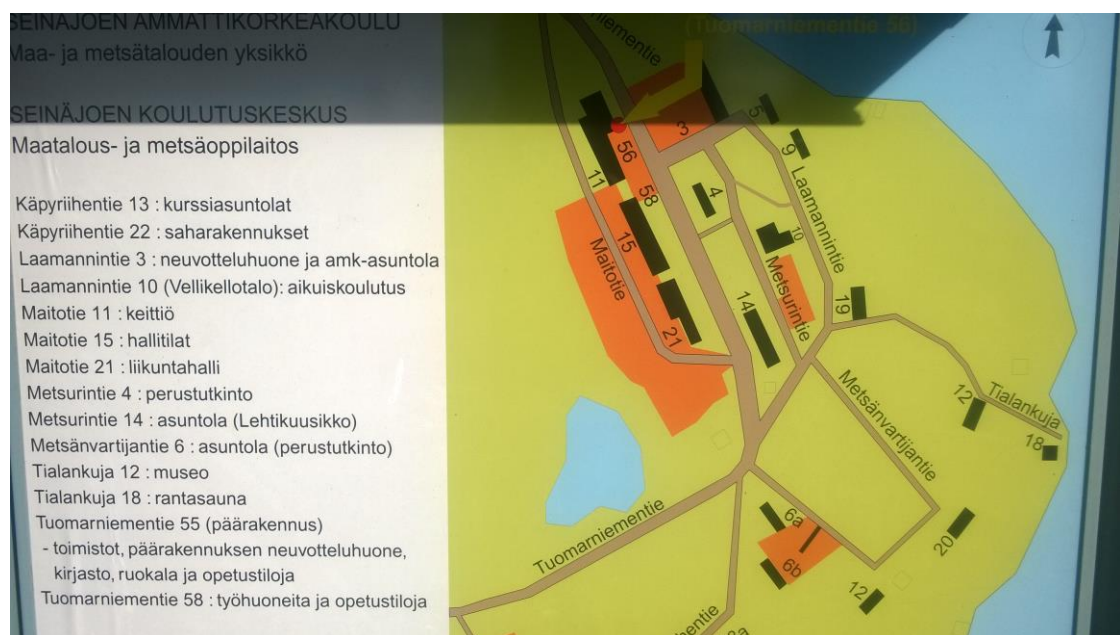 SEINÄJOEN AMMATTIKORKEAKOULU
Maa- ja metsätalouden yksikkö
SEINÄJOEN KOULUTUSKESKUS
Maatalous- ja metsäoppilaitos
Käpyriihentie 13 : kurssiasuntolat
Käpyriihentie 22 : saharakennukset
Laamannintie 3 : neuvotteluhuone ja amk-asuntola
Laamannintie 10 (Vellikellotalo): aikuiskoulutus
Maitotie 11 : keittiö
Maitotie 15 : hallitilat
Maitotie 21 : liikuntahalli
Metsurintie 4 : perustutkinto
Metsurintie 14 : asuntola (Lehtikuusikko)
Metsänvartijantie 6 : asuntola (perustutkinto)
Tialankuja 12 : museo
Tialankuja 18 : rantasauna
Tuomarniementie 55 (päärakennus)
- toimistot, päärakennuksen neuvotteluhuone,
kirjasto, ruokala ja opetustiloja
Tuomarniementie 58 : työhuoneita ja opetustiloja
(Tuomarniementie 56)
niementie
3
5
9
56
58
11
4
Laamannintie
10
15
Maitotie
Metsurintie
14
19
21
Metsänvartijantie
12
Tialankuja
18
Tuomarniementie
6a
6b
20
12
hentie